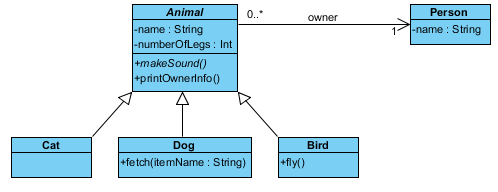 Animal
-name : String
-numberOfLegs : Int
+makeSound()
+printOwnerInfo()
0..*
owner
1
Person
-name : String
Cat
Dog
+fetch(itemName : String)
Bird
+fly()